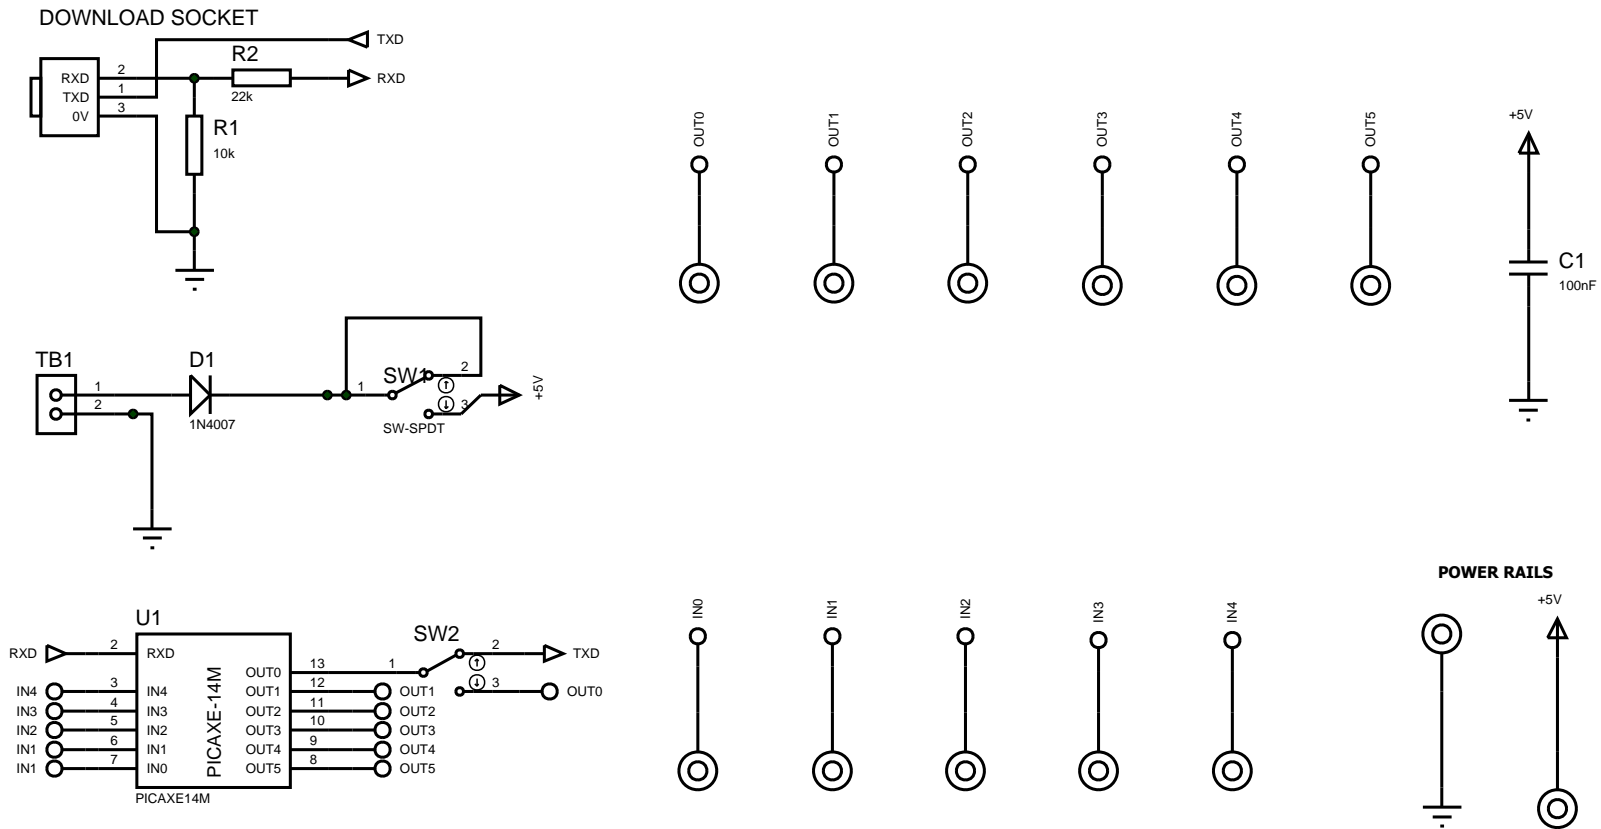 DOWNLOAD SOCKET
TXD
R2
RXD 2
22k
RXD
TXD 1
0V 3
R1
10k
OUT0
OUT1
OUT2
OUT3
OUT4
OUT5
+5V
C1
100nF
TB1
1
2
D1
1N4007
1
SW1
2
3
SW-SPDT
+5V
U1
RXD 2 RXD
IN4 3 IN4
IN3 4 IN3
IN2 5 IN2
IN1 6 IN1
IN1 7 IN0
PICAXE-14M
OUT0 13
OUT1 12 OUT1
OUT2 11 OUT2
OUT3 10 OUT3
OUT4 9 OUT4
OUT5 8 OUT5
PICAXE14M
SW2
1
2 TXD
3 OUT0
IN0
IN1
IN2
IN3
IN4
POWER RAILS
+5V